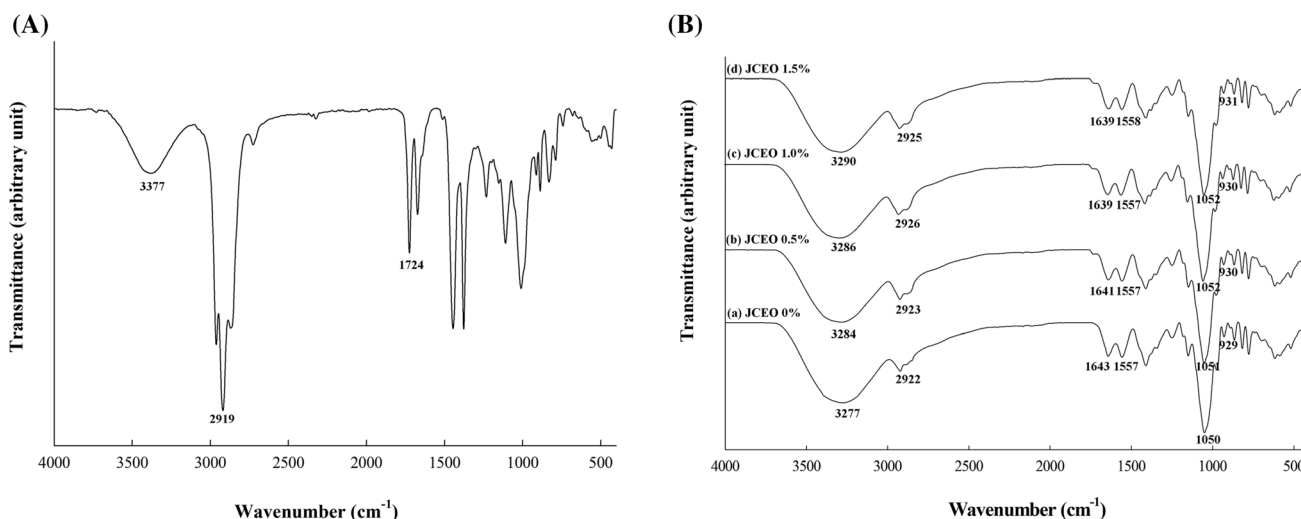 (A)
Transmittance (arbitrary unit)
3377
2919
1724
4000 3500 3000 2500 2000 1500 1000 500
Wavenumber (cm-1)
(B)
Transmittance (arbitrary unit)
(d) JCEO 1.5%
3290
2925
1639 1558
931
1052
(c) JCEO 1.0%
3286
2926
1639 1557
930
1052
(b) JCEO 0.5%
3284
2923
1641 1557
930
1051
(a) JCEO 0%
3277
2922
1643 1557
929
1050
4000 3500 3000 2500 2000 1500 1000 500
Wavenumber (cm-1)